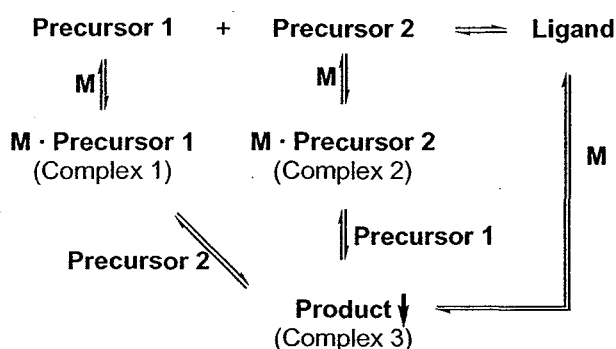 Precursor 1 + Precursor 2 ⇌ Ligand
M M
M · Precursor 1 M · Precursor 2 M
(Complex 1) (Complex 2)
Precursor 2 Precursor 1
Product ↓
(Complex 3)